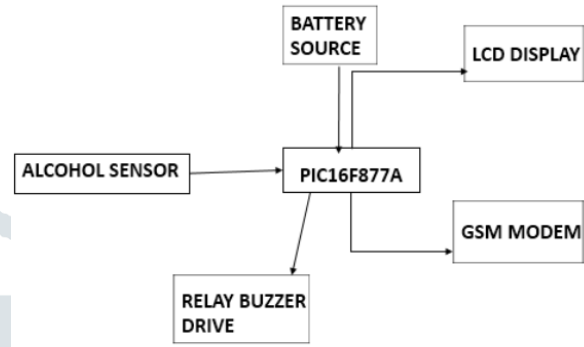 BATTERY
SOURCE
LCD DISPLAY
ALCOHOL SENSOR
PIC16F877A
GSM MODEM
RELAY BUZZER
DRIVE